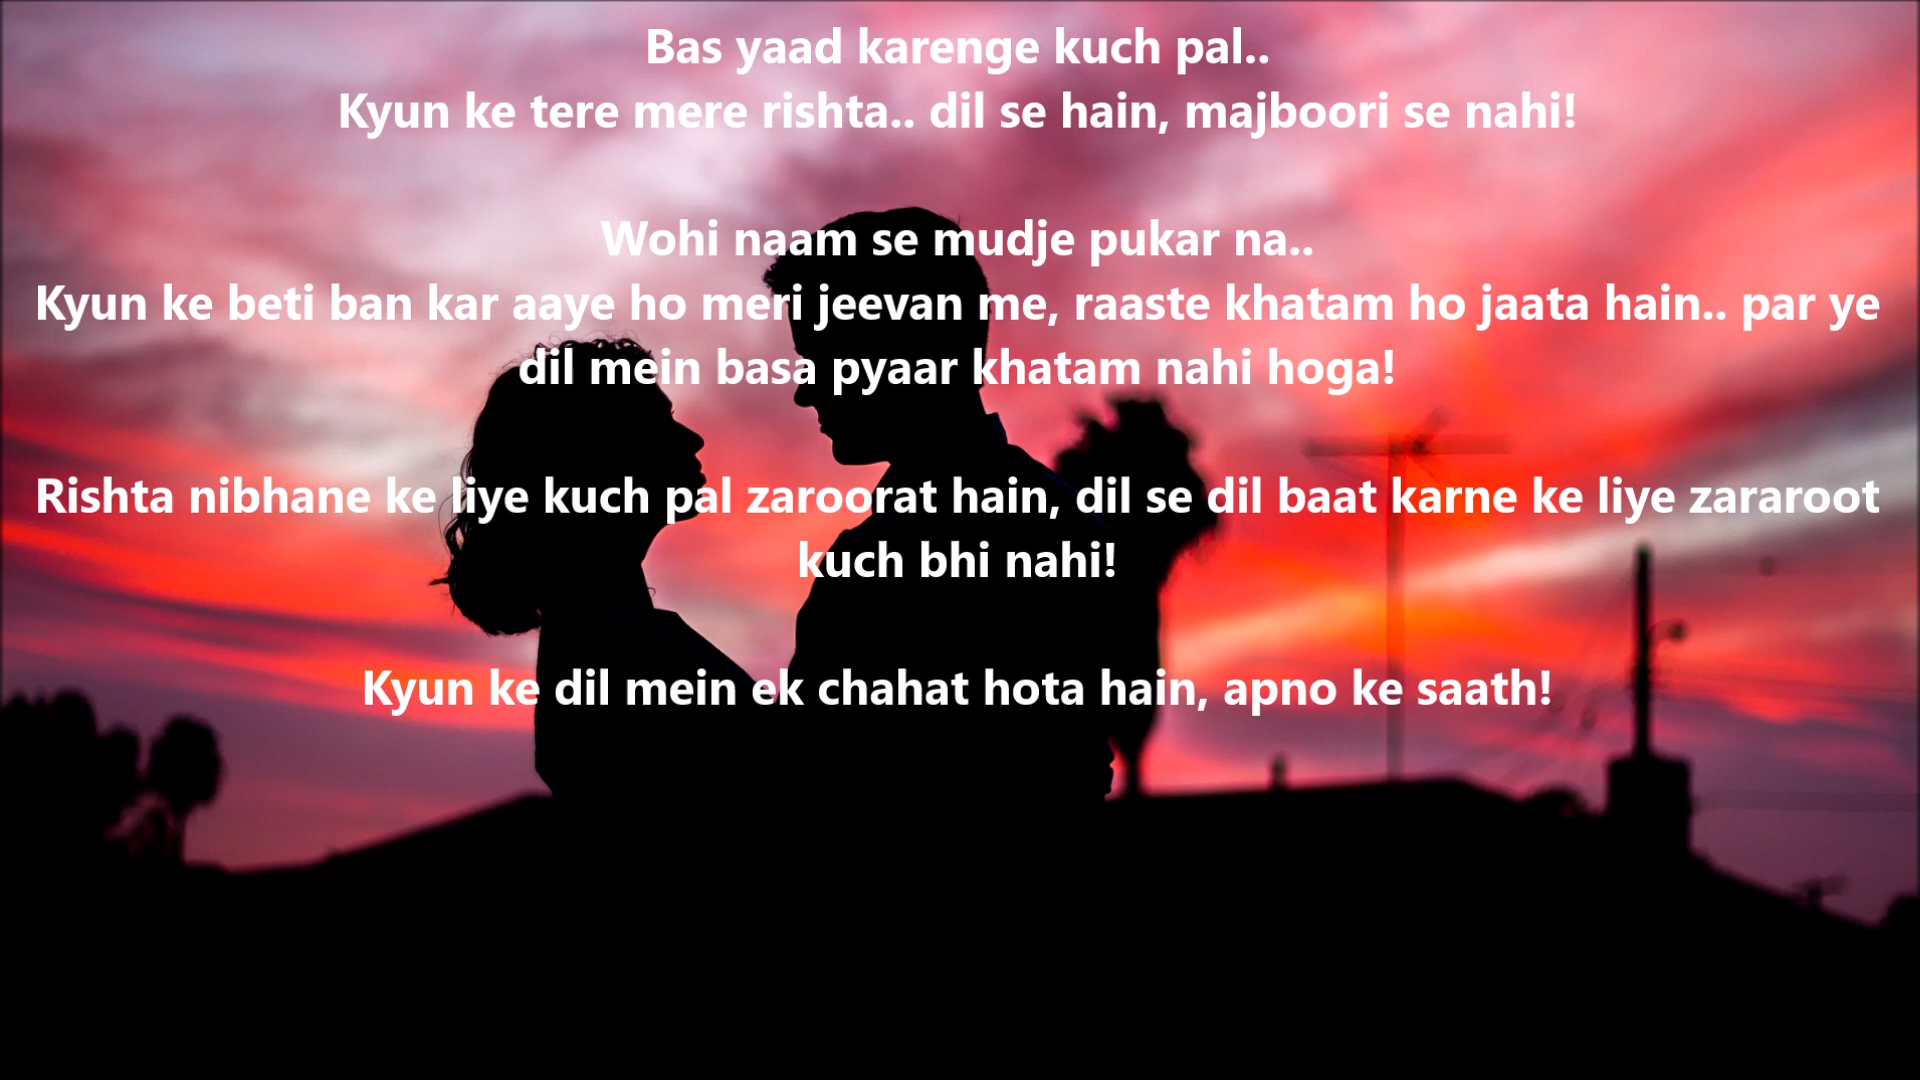 Bas yaad karenge kuch pal..
Kyun ke tere mere rishta.. dil se hain, majboori se nahi!
Wohi naam se mudje pukar na..
Kyun ke beti ban kar aaye ho meri jeevan me, raaste khatam ho jaata hain.. par ye
dil mein basa pyaar khatam nahi hoga!
Rishta nibhane ke liye kuch pal zaroorat hain, dil se dil baat karne ke liye zararoot
kuch bhi nahi!
Kyun ke dil mein ek chahat hota hain, apno ke saath!